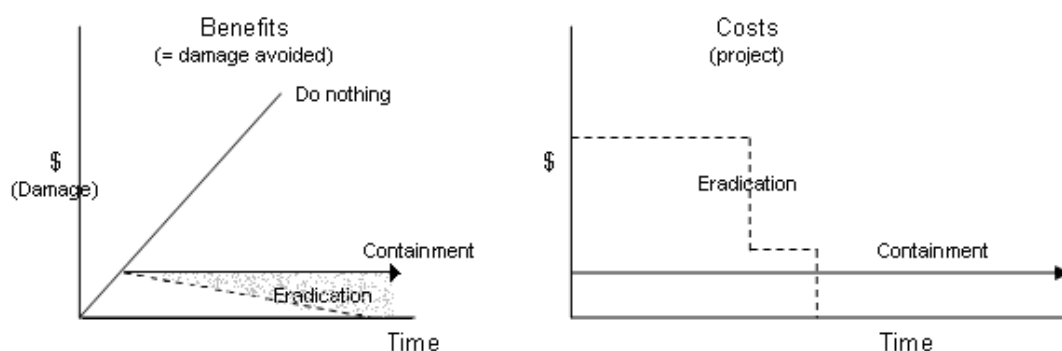 Benefits
(= damage avoided)
Do nothing
$
(Damage)
Containment
Eradication
Time
Costs
(project)
$
Eradication
Containment
Time